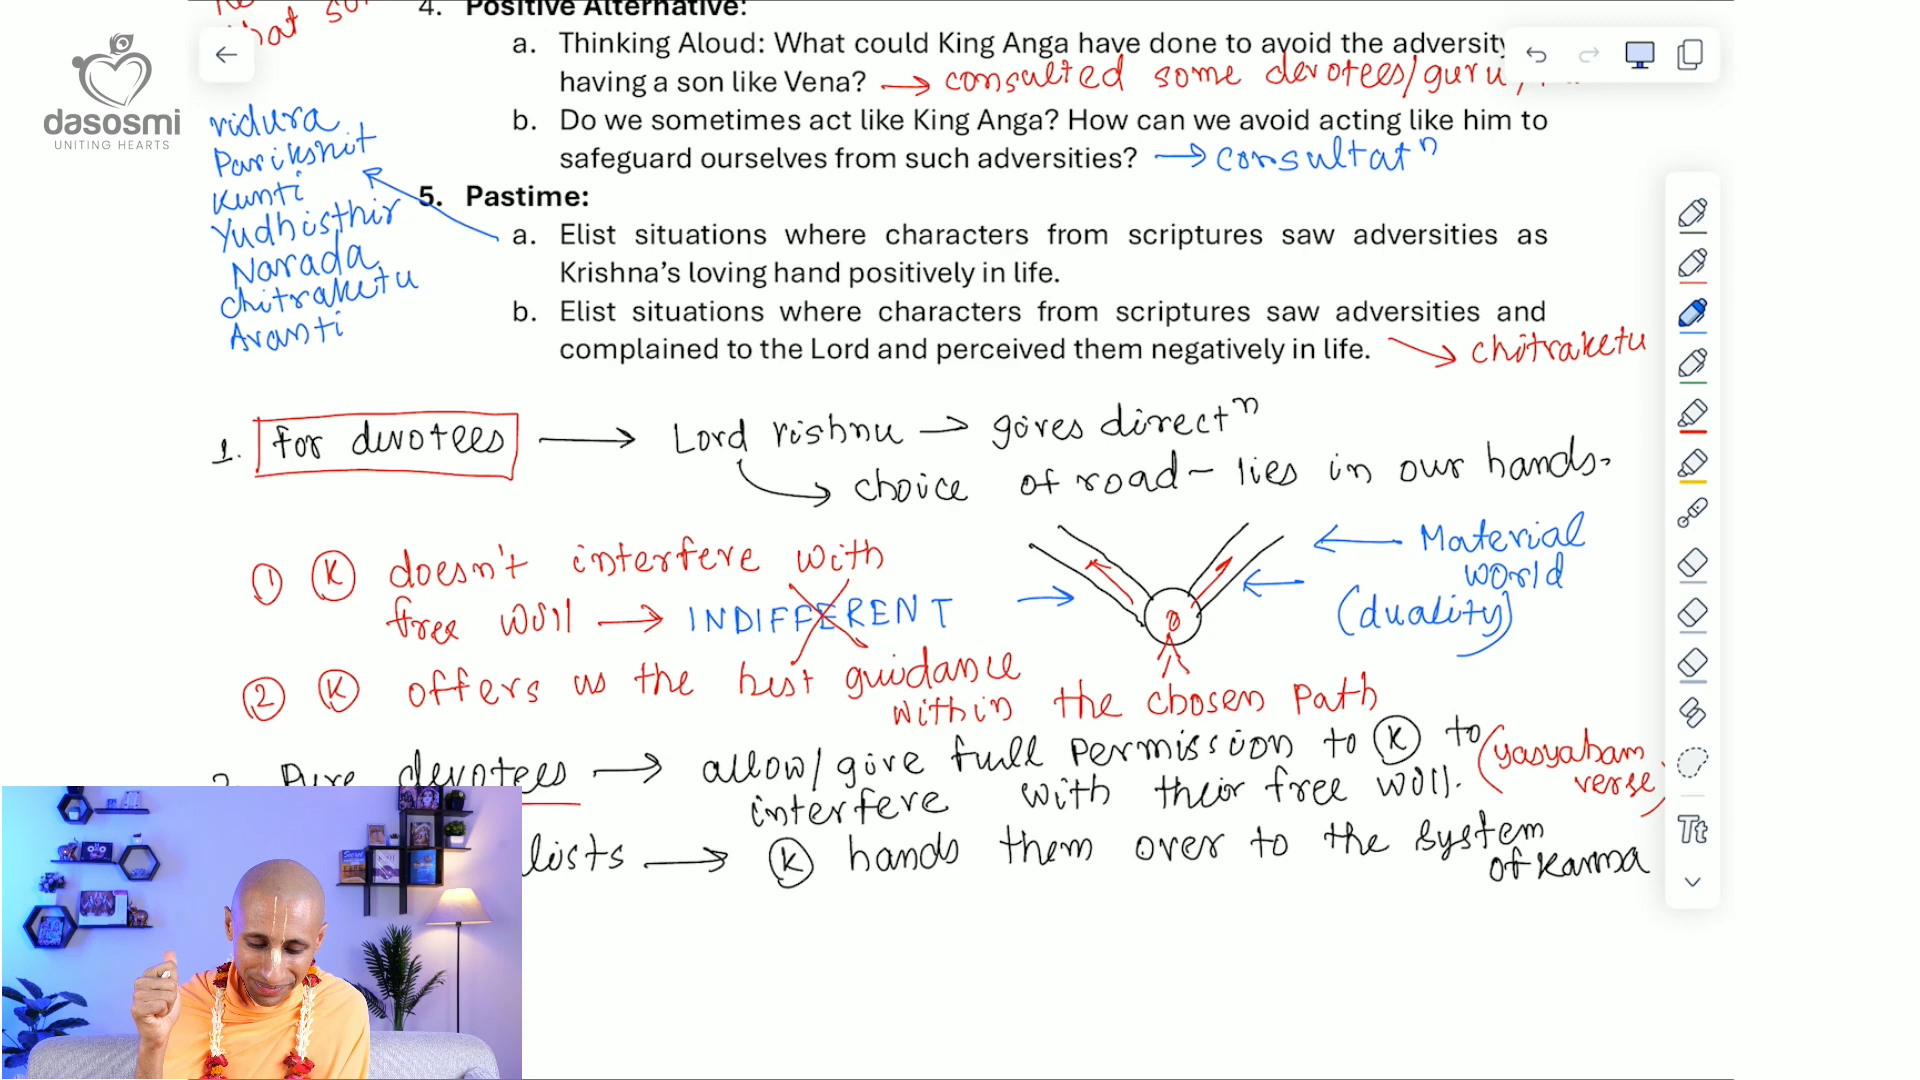 dasosmi
UNITING HEARTS
4. Positive Alternative:
a. Thinking Aloud: What could King Anga have done to avoid the adversity
having a son like Vena? → consulted some devotees/guru/
b. Do we sometimes act like King Anga? How can we avoid acting like him to
safeguard ourselves from such adversities? → consultatⁿ
vidura
Parikshit
Kunti
Yudhisthir
Narada
chitraketu
Avanti
5. Pastime:
a. Elist situations where characters from scriptures saw adversities as
Krishna’s loving hand positively in life.
b. Elist situations where characters from scriptures saw adversities and
complained to the Lord and perceived them negatively in life. → chitraketu
1. for devotees → Lord vishnu → gives directⁿ
→ choice of road – lies in our hands.
① Ⓚ doesn't interfere with
free will → INDIFFERENT
← Material
world
(duality)
② Ⓚ offers us the best guidance
within the chosen path
Pure devotees → allow/give full permission to Ⓚ to
interfere with their free will.
(yasyaham
verse)
lists → Ⓚ hands them over to the system
of karma
Tt